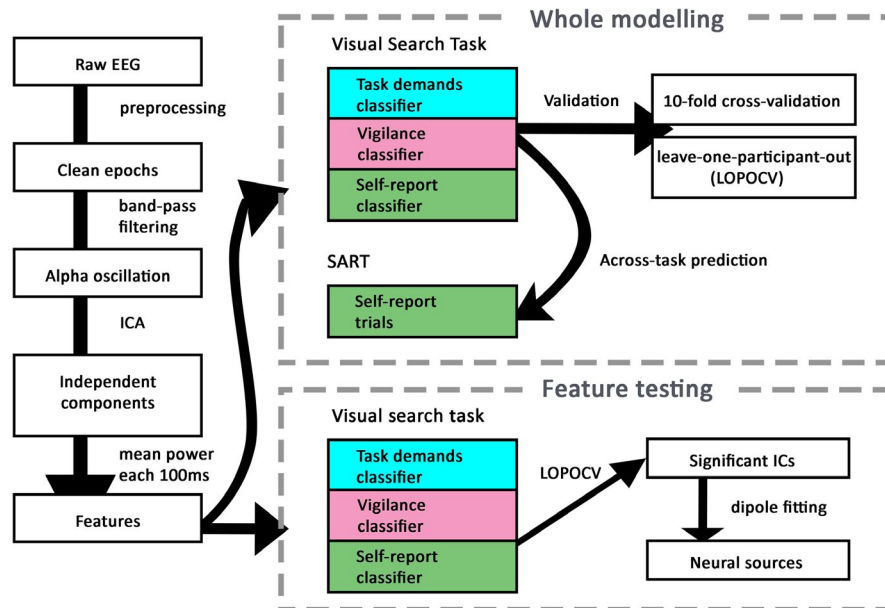 Raw EEG
preprocessing
Clean epochs
band-pass
filtering
Alpha oscillation
ICA
Independent
components
mean power
each 100ms
Features
Whole modelling
Visual Search Task
Task demands
classifier
Vigilance
classifier
Self-report
classifier
Validation
10-fold cross-validation
leave-one-participant-out
(LOPOCV)
Across-task prediction
SART
Self-report
trials
Feature testing
Visual search task
Task demands
classifier
Vigilance
classifier
Self-report
classifier
LOPOCV
Significant ICs
dipole fitting
Neural sources